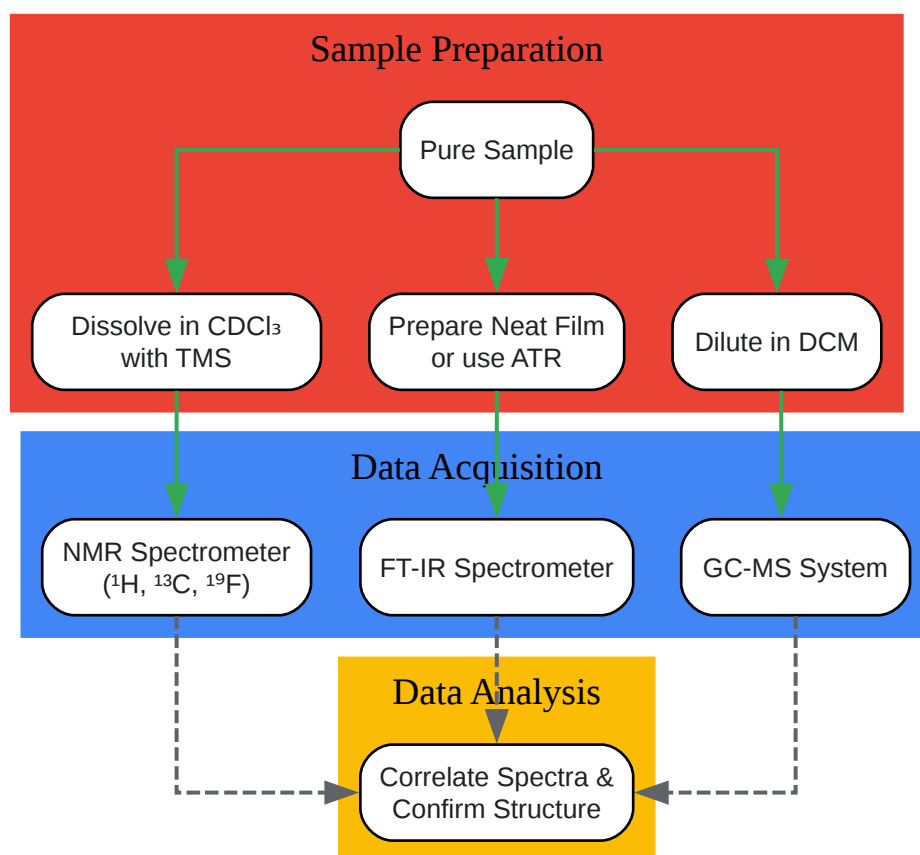 Sample Preparation
Pure Sample
Dissolve in CDCl₃
with TMS
Prepare Neat Film
or use ATR
Dilute in DCM
Data Acquisition
NMR Spectrometer
(¹H, ¹³C, ¹⁹F)
FT-IR Spectrometer
GC-MS System
Data Analysis
Correlate Spectra &
Confirm Structure